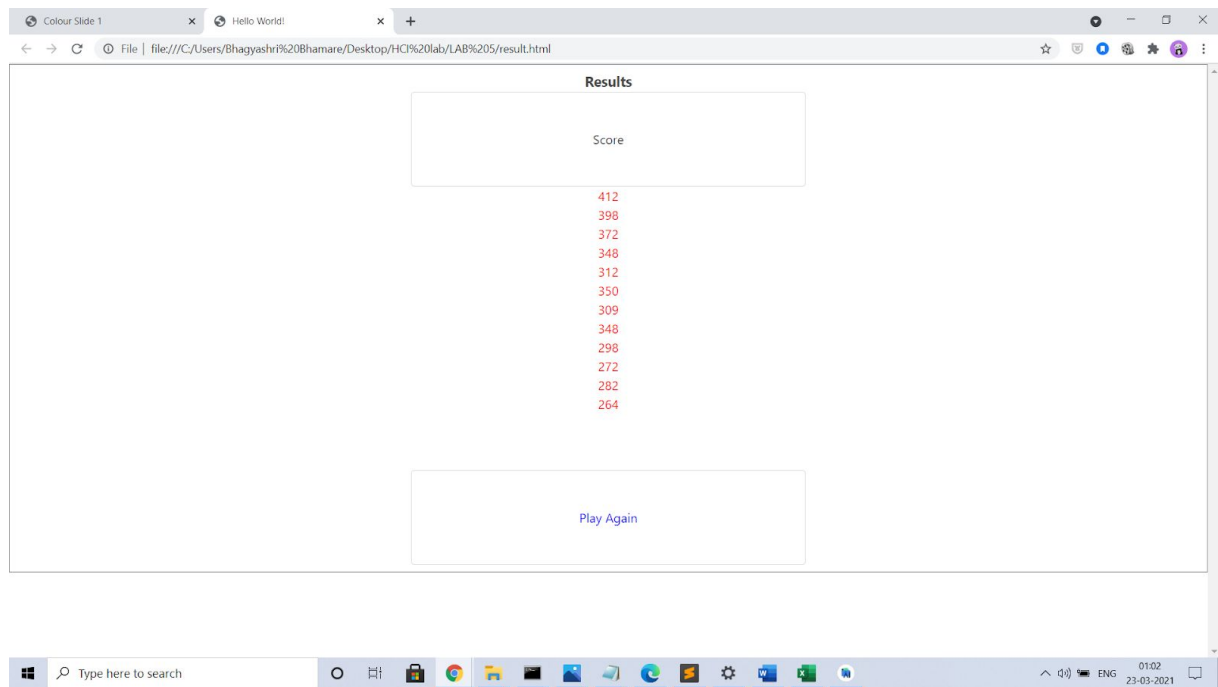 Colour Slide 1
Hello World!
File | file:///C:/Users/Bhagyashri%20Bhamare/Desktop/HCI%20lab/LAB%205/result.html
Results
Score
412
398
372
348
312
350
309
348
298
272
282
264
Play Again
Type here to search
ENG
01:02
23-03-2021